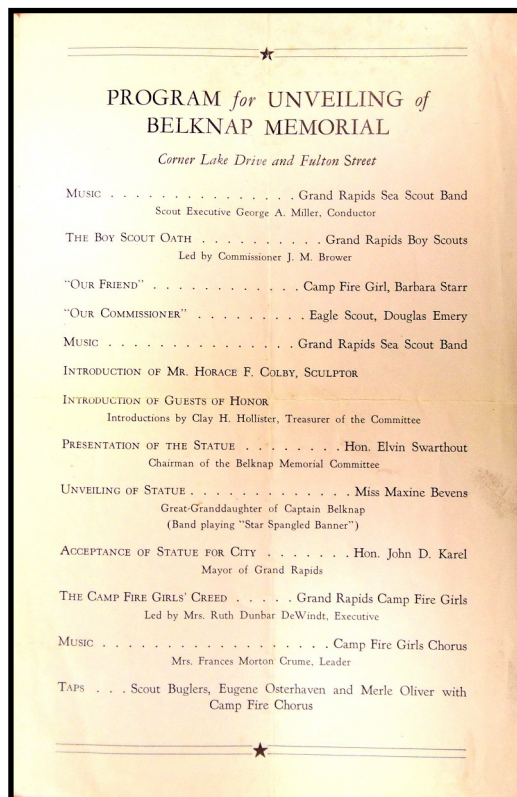 PROGRAM for UNVEILING of
BELKNAP MEMORIAL
Corner Lake Drive and Fulton Street
MUSIC . . . . . . . . . . . . . . . Grand Rapids Sea Scout Band
Scout Executive George A. Miller, Conductor
THE BOY SCOUT OATH . . . . . . . . . . Grand Rapids Boy Scouts
Led by Commissioner J. M. Brower
"OUR FRIEND" . . . . . . . . . . . . Camp Fire Girl, Barbara Starr
"OUR COMMISSIONER" . . . . . . . . . Eagle Scout, Douglas Emery
MUSIC . . . . . . . . . . . . . . . Grand Rapids Sea Scout Band
INTRODUCTION OF MR. HORACE F. COLBY, SCULPTOR
INTRODUCTION OF GUESTS OF HONOR
Introductions by Clay H. Hollister, Treasurer of the Committee
PRESENTATION OF THE STATUE . . . . . . . . Hon. Elvin Swarthout
Chairman of the Belknap Memorial Committee
UNVEILING OF STATUE . . . . . . . . . . . . . Miss Maxine Bevens
Great-Granddaughter of Captain Belknap
(Band playing "Star Spangled Banner")
ACCEPTANCE OF STATUE FOR CITY . . . . . . . Hon. John D. Karel
Mayor of Grand Rapids
THE CAMP FIRE GIRLS' CREED . . . . . Grand Rapids Camp Fire Girls
Led by Mrs. Ruth Dunbar DeWindt, Executive
MUSIC . . . . . . . . . . . . . . . . . . Camp Fire Girls Chorus
Mrs. Frances Morton Crume, Leader
TAPS . . . Scout Buglers, Eugene Osterhaven and Merle Oliver with
Camp Fire Chorus